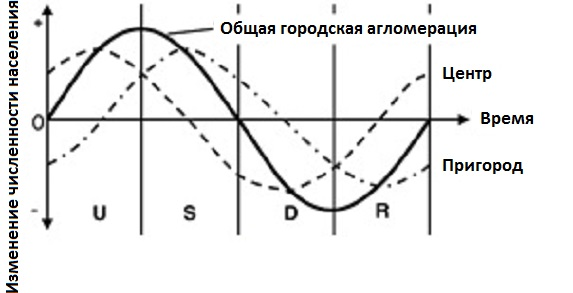 +
Общая городская агломерация
Изменение численности населения
Центр
O
Время
Пригород
U
S
D
R
-